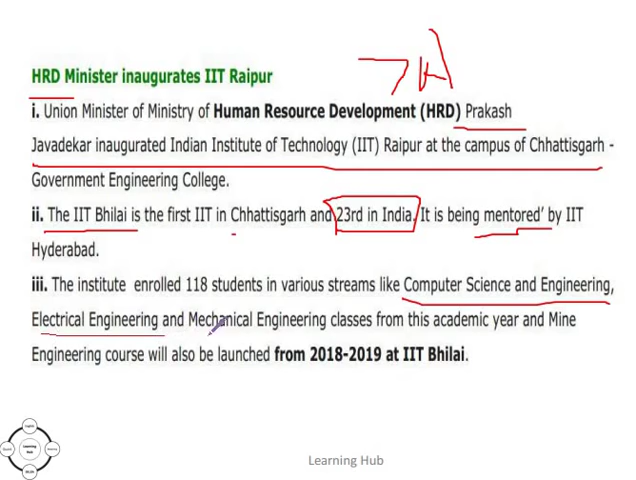 HRD Minister inaugurates IIT Raipur
i. Union Minister of Ministry of Human Resource Development (HRD) Prakash
Javadekar inaugurated Indian Institute of Technology (IIT) Raipur at the campus of Chhattisgarh -
Government Engineering College.
ii. The IIT Bhilai is the first IIT in Chhattisgarh and 23rd in India. It is being mentored' by IIT
Hyderabad.
iii. The institute enrolled 118 students in various streams like Computer Science and Engineering,
Electrical Engineering and Mechanical Engineering classes from this academic year and Mine
Engineering course will also be launched from 2018-2019 at IIT Bhilai.
Learning
Hub
Learning Hub